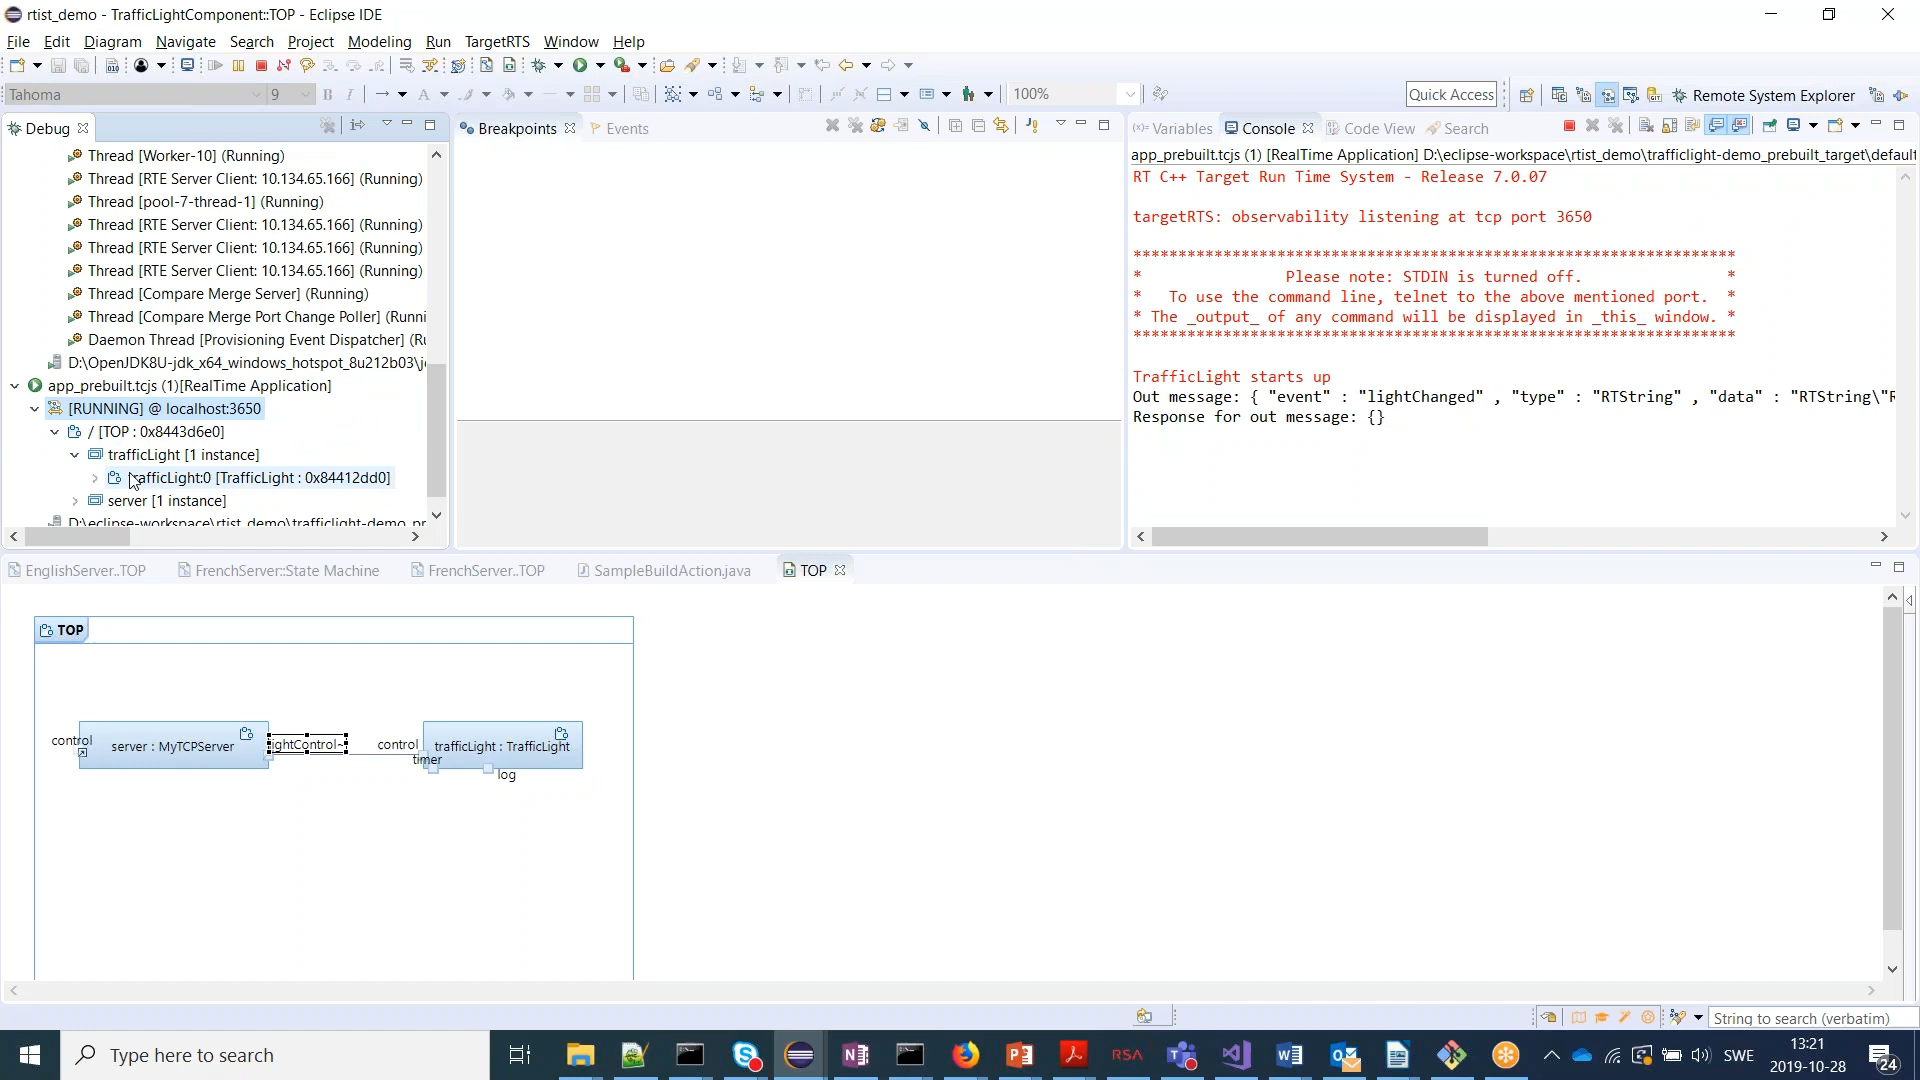 rtist_demo - TrafficLightComponent::TOP - Eclipse IDE
File Edit Diagram Navigate Search Project Modeling Run TargetRTS Window Help
Tahoma 9 B I A 100% Quick Access Remote System Explorer
Debug
Thread [Worker-10] (Running)
Thread [RTE Server Client: 10.134.65.166] (Running)
Thread [pool-7-thread-1] (Running)
Thread [RTE Server Client: 10.134.65.166] (Running)
Thread [RTE Server Client: 10.134.65.166] (Running)
Thread [RTE Server Client: 10.134.65.166] (Running)
Thread [Compare Merge Server] (Running)
Thread [Compare Merge Port Change Poller] (Runni
Daemon Thread [Provisioning Event Dispatcher] (Ru
D:\OpenJDK8U-jdk_x64_windows_hotspot_8u212b03\j
app_prebuilt.tcjs (1)[RealTime Application]
[RUNNING] @ localhost:3650
/ [TOP : 0x8443d6e0]
trafficLight [1 instance]
rafficLight:0 [TrafficLight : 0x84412dd0]
server [1 instance]
D:\eclipse-workspace\rtist_demo\trafficlight-demo_pr
Breakpoints Events
Variables Console Code View Search
app_prebuilt.tcjs (1) [RealTime Application] D:\eclipse-workspace\rtist_demo\trafficlight-demo_prebuilt_target\default
RT C++ Target Run Time System - Release 7.0.07
targetRTS: observability listening at tcp port 3650
*************************************************************
* Please note: STDIN is turned off. *
* To use the command line, telnet to the above mentioned port. *
* The _output_ of any command will be displayed in _this_ window. *
*************************************************************
TrafficLight starts up
Out message: { "event" : "lightChanged" , "type" : "RTString" , "data" : "RTString\"R
Response for out message: {}
EnglishServer..TOP FrenchServer::State Machine FrenchServer..TOP SampleBuildAction.java TOP
TOP
control server : MyTCPServer ightControl~ control trafficLight : TrafficLight
timer
log
String to search (verbatim)
Type here to search
RSA
SWE
13:21
2019-10-28
24